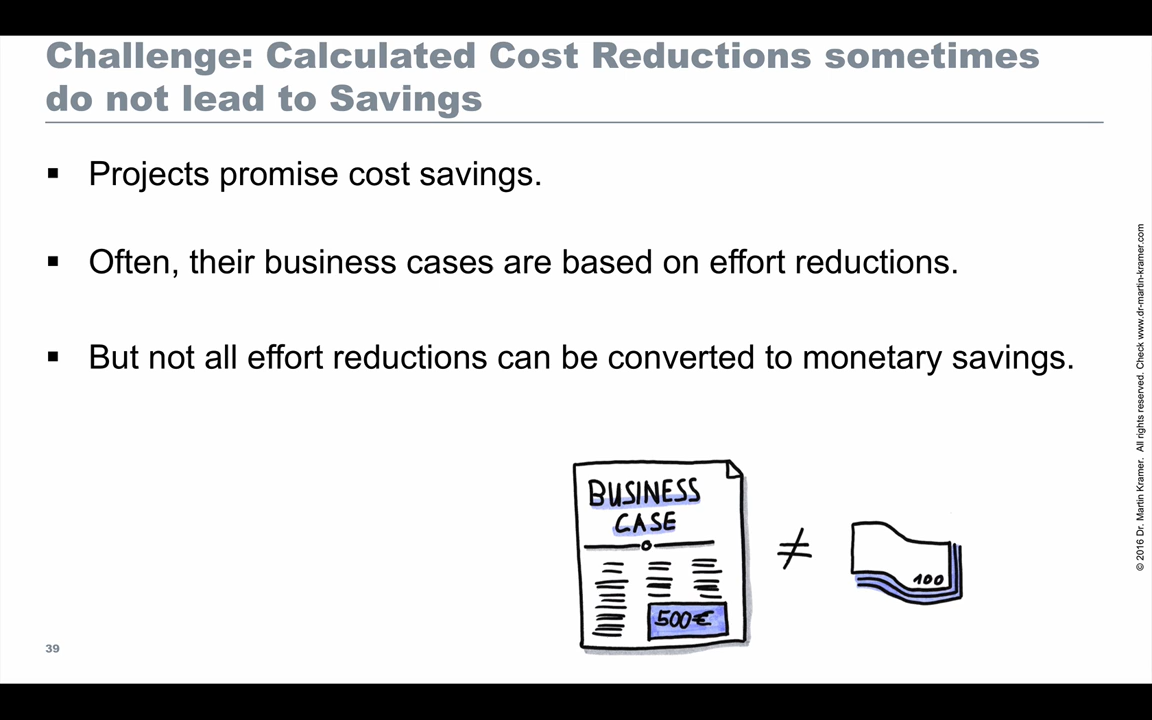 Challenge: Calculated Cost Reductions sometimes
do not lead to Savings
▪ Projects promise cost savings.
▪ Often, their business cases are based on effort reductions.
▪ But not all effort reductions can be converted to monetary savings.
BUSINESS
CASE
500€
≠
100
39
© 2016 Dr. Martin Kramer. All rights reserved. Check www.dr-martin-kramer.com